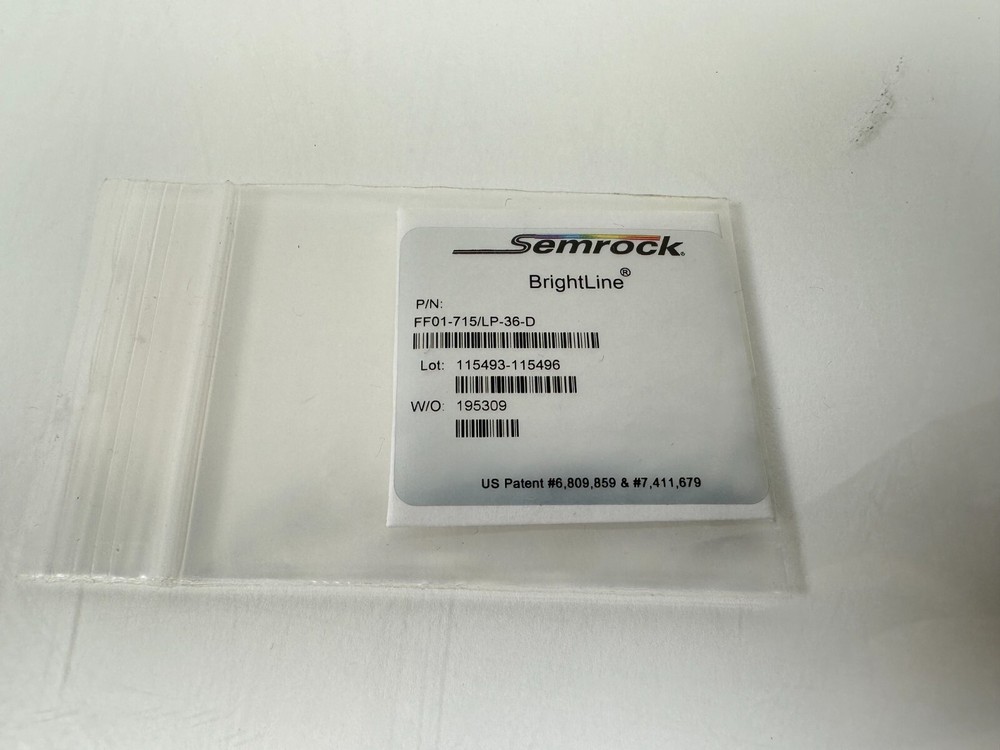 Semrock®
BrightLine®
P/N:
FF01-715/LP-36-D
Lot: 115493-115496
W/O: 195309
US Patent #6,809,859 & #7,411,679